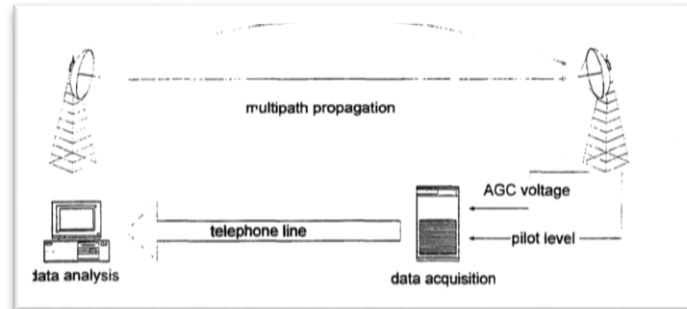 multipath propagation
AGC voltage
telephone line
pilot level
data analysis
data acquisition